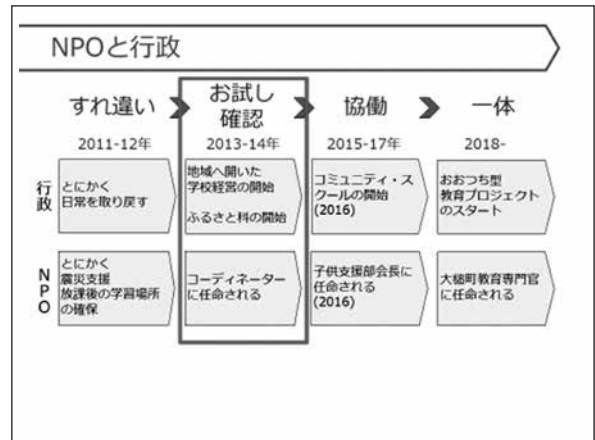 NPOと行政
すれ違い
お試し
確認
協働
一体
2011-12年
2013-14年
2015-17年
2018-
行政
とにかく
日常を取り戻す
地域へ開いた
学校経営の開始
ふるさと科の開始
コミュニティ・ス
クールの開始
(2016)
おおつち型
教育プロジェクト
のスタート
NPO
とにかく
震災支援
放課後の学習場所
の確保
コーディネーター
に任命される
子供支援部会長に
任命される
(2016)
大槌町教育専門官
に任命される